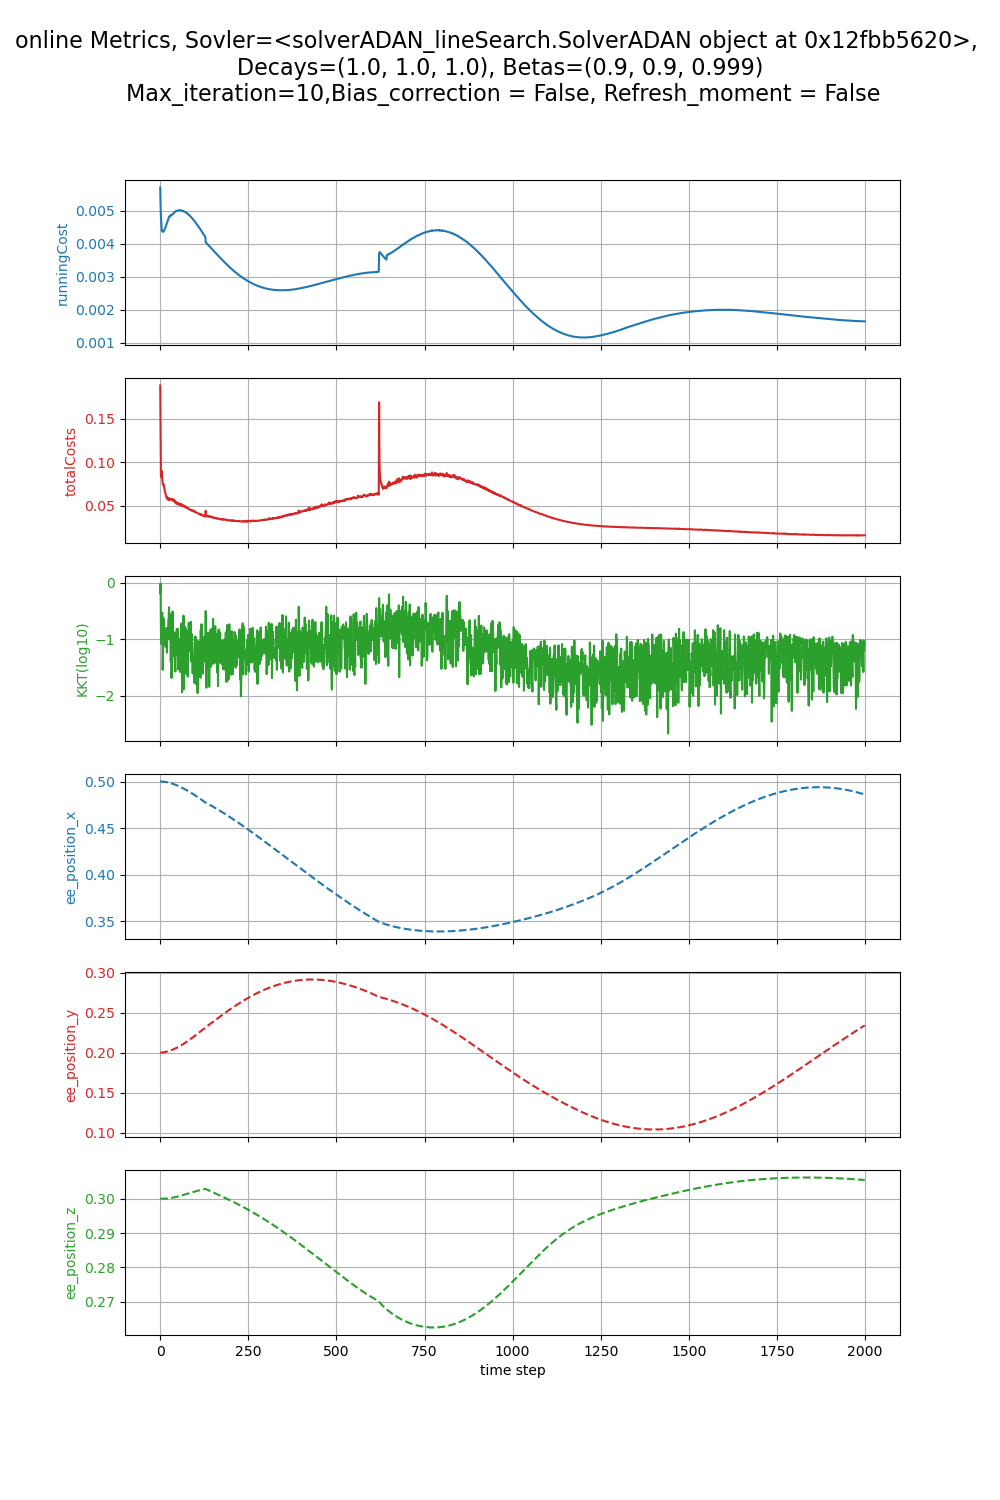 online Metrics, Sovler=<solverADAN_lineSearch.SolverADAN object at 0x12fbb5620>,
Decays=(1.0, 1.0, 1.0), Betas=(0.9, 0.9, 0.999)
Max_iteration=10,Bias_correction = False, Refresh_moment = False
runningCost
0.005
0.004
0.003
0.002
0.001
totalCosts
0.15
0.10
0.05
KKT(log10)
0
−1
−2
ee_position_x
0.50
0.45
0.40
0.35
ee_position_y
0.30
0.25
0.20
0.15
0.10
ee_position_z
0.30
0.29
0.28
0.27
0 250 500 750 1000 1250 1500 1750 2000
time step